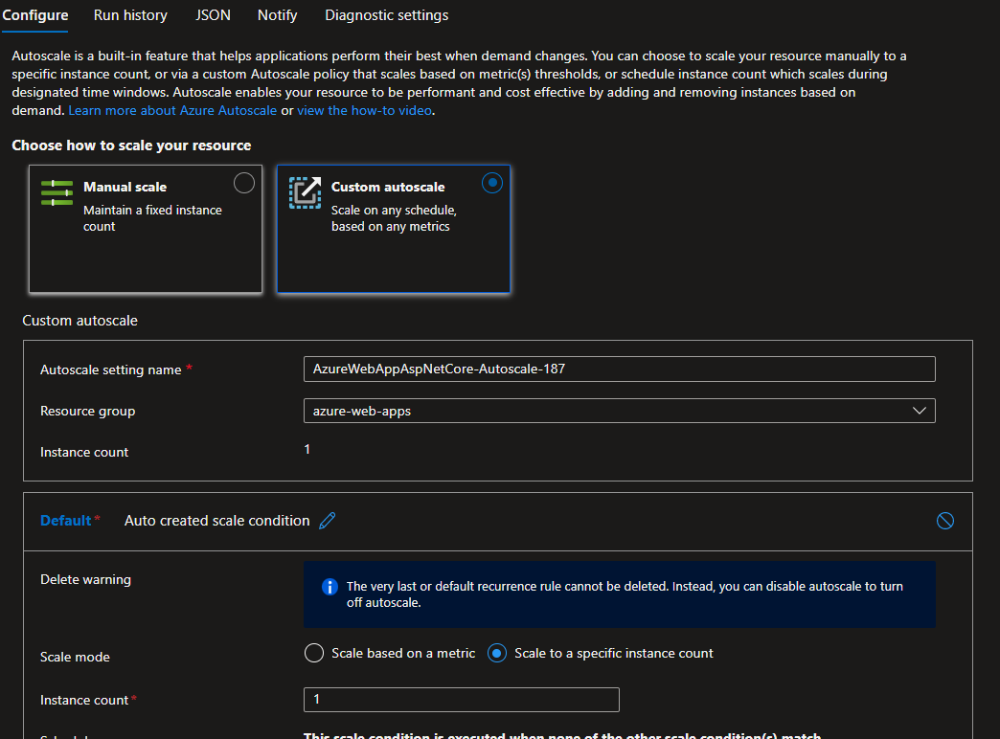 Configure Run history JSON Notify Diagnostic settings
Autoscale is a built-in feature that helps applications perform their best when demand changes. You can choose to scale your resource manually to a
specific instance count, or via a custom Autoscale policy that scales based on metric(s) thresholds, or schedule instance count which scales during
designated time windows. Autoscale enables your resource to be performant and cost effective by adding and removing instances based on
demand. Learn more about Azure Autoscale or view the how-to video.
Choose how to scale your resource
Manual scale
Maintain a fixed instance
count
Custom autoscale
Scale on any schedule,
based on any metrics
Custom autoscale
Autoscale setting name *
AzureWebAppAspNetCore-Autoscale-187
Resource group
azure-web-apps
Instance count
1
Default* Auto created scale condition
Delete warning
The very last or default recurrence rule cannot be deleted. Instead, you can disable autoscale to turn
off autoscale.
Scale mode
Scale based on a metric
Scale to a specific instance count
Instance count*
1
This scale condition is executed when none of the other scale condition(s) match